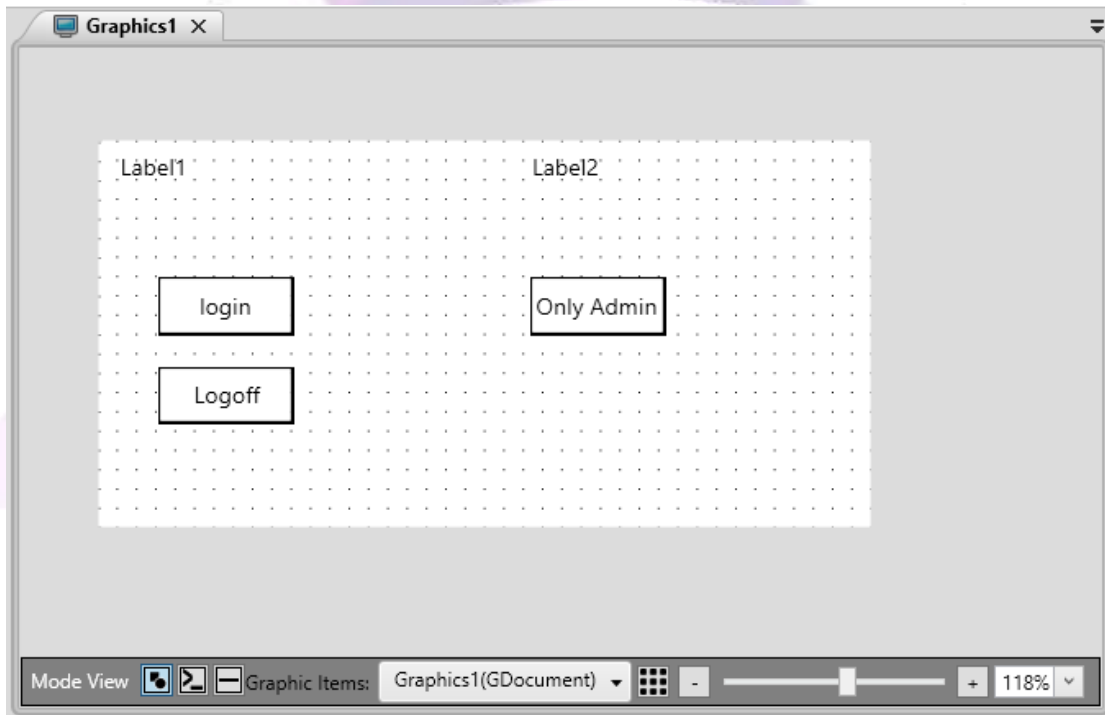 Graphics1
Label1 Label2
login Only Admin
Logoff
Mode View Graphic Items: Graphics1(GDocument) - + 118%